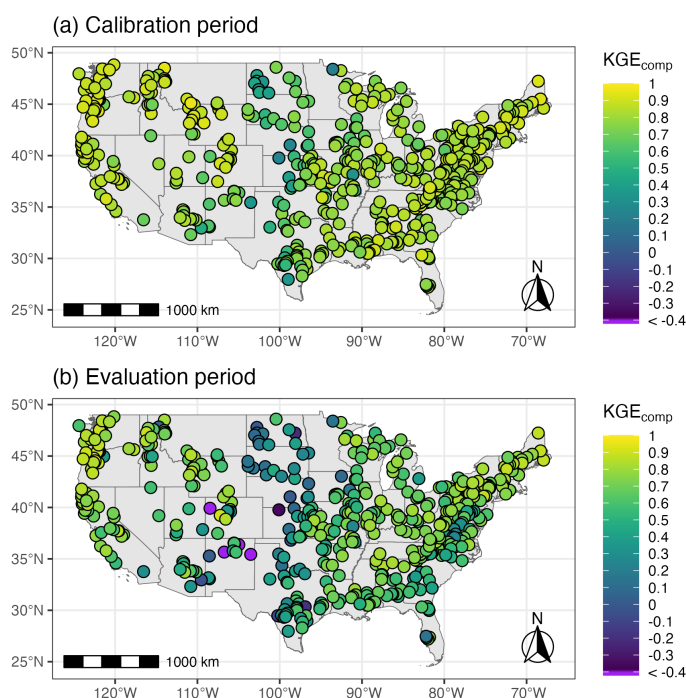 (a) Calibration period
50°N
45°N
40°N
35°N
30°N
25°N
120°W
110°W
100°W
90°W
80°W
70°W
1000 km
N
KGEcomp
1
0.9
0.8
0.7
0.6
0.5
0.4
0.3
0.2
0.1
0
-0.1
-0.2
-0.3
< -0.4
(b) Evaluation period
50°N
45°N
40°N
35°N
30°N
25°N
120°W
110°W
100°W
90°W
80°W
70°W
1000 km
N
KGEcomp
1
0.9
0.8
0.7
0.6
0.5
0.4
0.3
0.2
0.1
0
-0.1
-0.2
-0.3
< -0.4